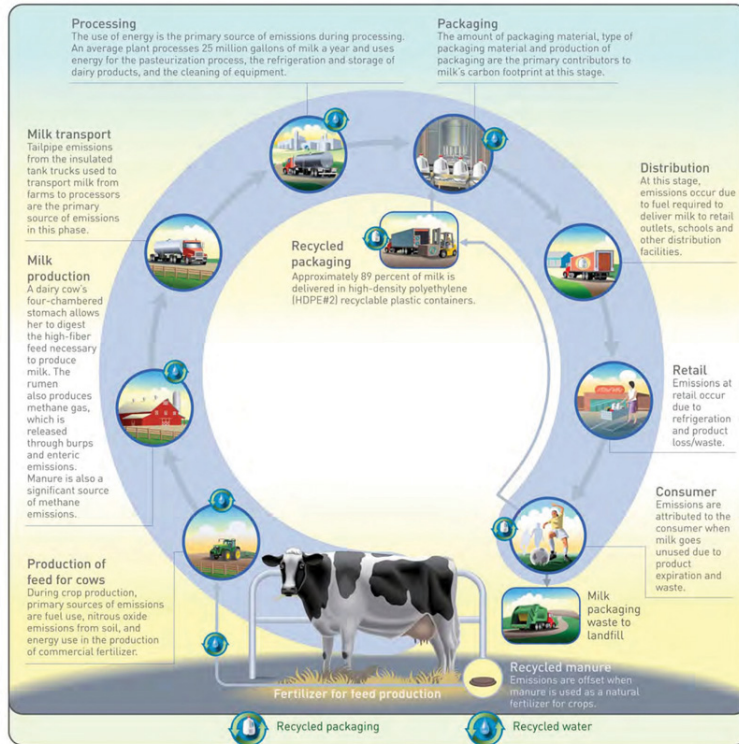 Processing
The use of energy is the primary source of emissions during processing.
An average plant processes 25 million gallons of milk a year and uses
energy for the pasteurization process, the refrigeration and storage of
dairy products, and the cleaning of equipment.
Packaging
The amount of packaging material, type of
packaging material and production of
packaging are the primary contributors to
milk's carbon footprint at this stage.
Milk transport
Tailpipe emissions
from the insulated
tank trucks used to
transport milk from
farms to processors
are the primary
source of emissions
in this phase.
Distribution
At this stage,
emissions occur due
to fuel required to
deliver milk to retail
outlets, schools and
other distribution
facilities.
Recycled
packaging
Approximately 89 percent of milk is
delivered in high-density polyethylene
(HDPE#2) recyclable plastic containers.
Milk
production
A dairy cow's
four-chambered
stomach allows
her to digest
the high-fiber
feed necessary
to produce
milk. The
rumen
also produces
methane gas,
which is
released
through burps
and enteric
emissions.
Manure is also a
significant source
of methane
emissions.
Retail
Emissions at
retail occur
due to
refrigeration
and product
loss/waste.
Consumer
Emissions are
attributed to the
consumer when
milk goes
unused due to
product
expiration and
waste.
Production of
feed for cows
During crop production,
primary sources of emissions
are fuel use, nitrous oxide
emissions from soil, and
energy use in the production
of commercial fertilizer.
Milk
packaging
waste to
landfill
Fertilizer for feed production
Recycled manure
Emissions are offset when
manure is used as a natural
fertilizer for crops.
Recycled packaging
Recycled water